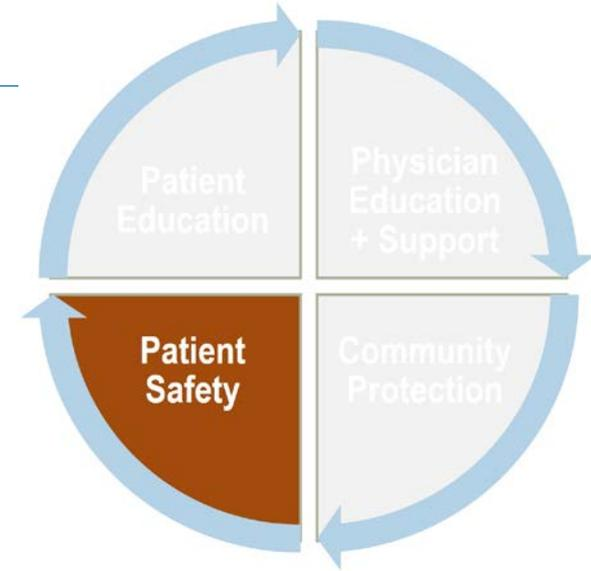 Patient
Education
Physician
Education
+ Support
Patient
Safety
Community
Protection